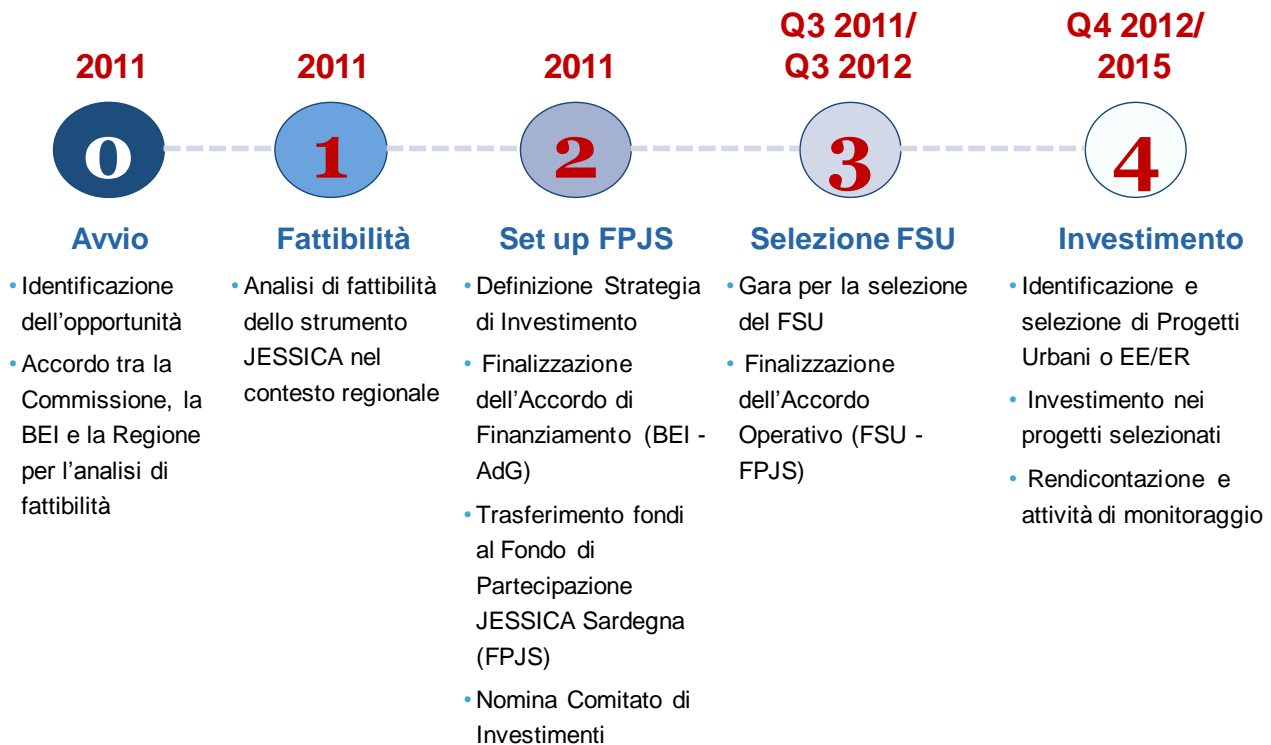 2011
0
Avvio
• Identificazione
dell'opportunità
• Accordo tra la
Commissione, la
BEI e la Regione
per l'analisi di
fattibilità
2011
1
Fattibilità
• Analisi di fattibilità
dello strumento
JESSICA nel
contesto regionale
2011
2
Set up FPJS
• Definizione Strategia
di Investimento
• Finalizzazione
dell'Accordo di
Finanziamento (BEI -
AdG)
• Trasferimento fondi
al Fondo di
Partecipazione
JESSICA Sardegna
(FPJS)
• Nomina Comitato di
Investimenti
Q3 2011/
Q3 2012
3
Selezione FSU
• Gara per la selezione
del FSU
• Finalizzazione
dell'Accordo
Operativo (FSU -
FPJS)
Q4 2012/
2015
4
Investimento
• Identificazione e
selezione di Progetti
Urbani o EE/ER
• Investimento nei
progetti selezionati
• Rendicontazione e
attività di monitoraggio